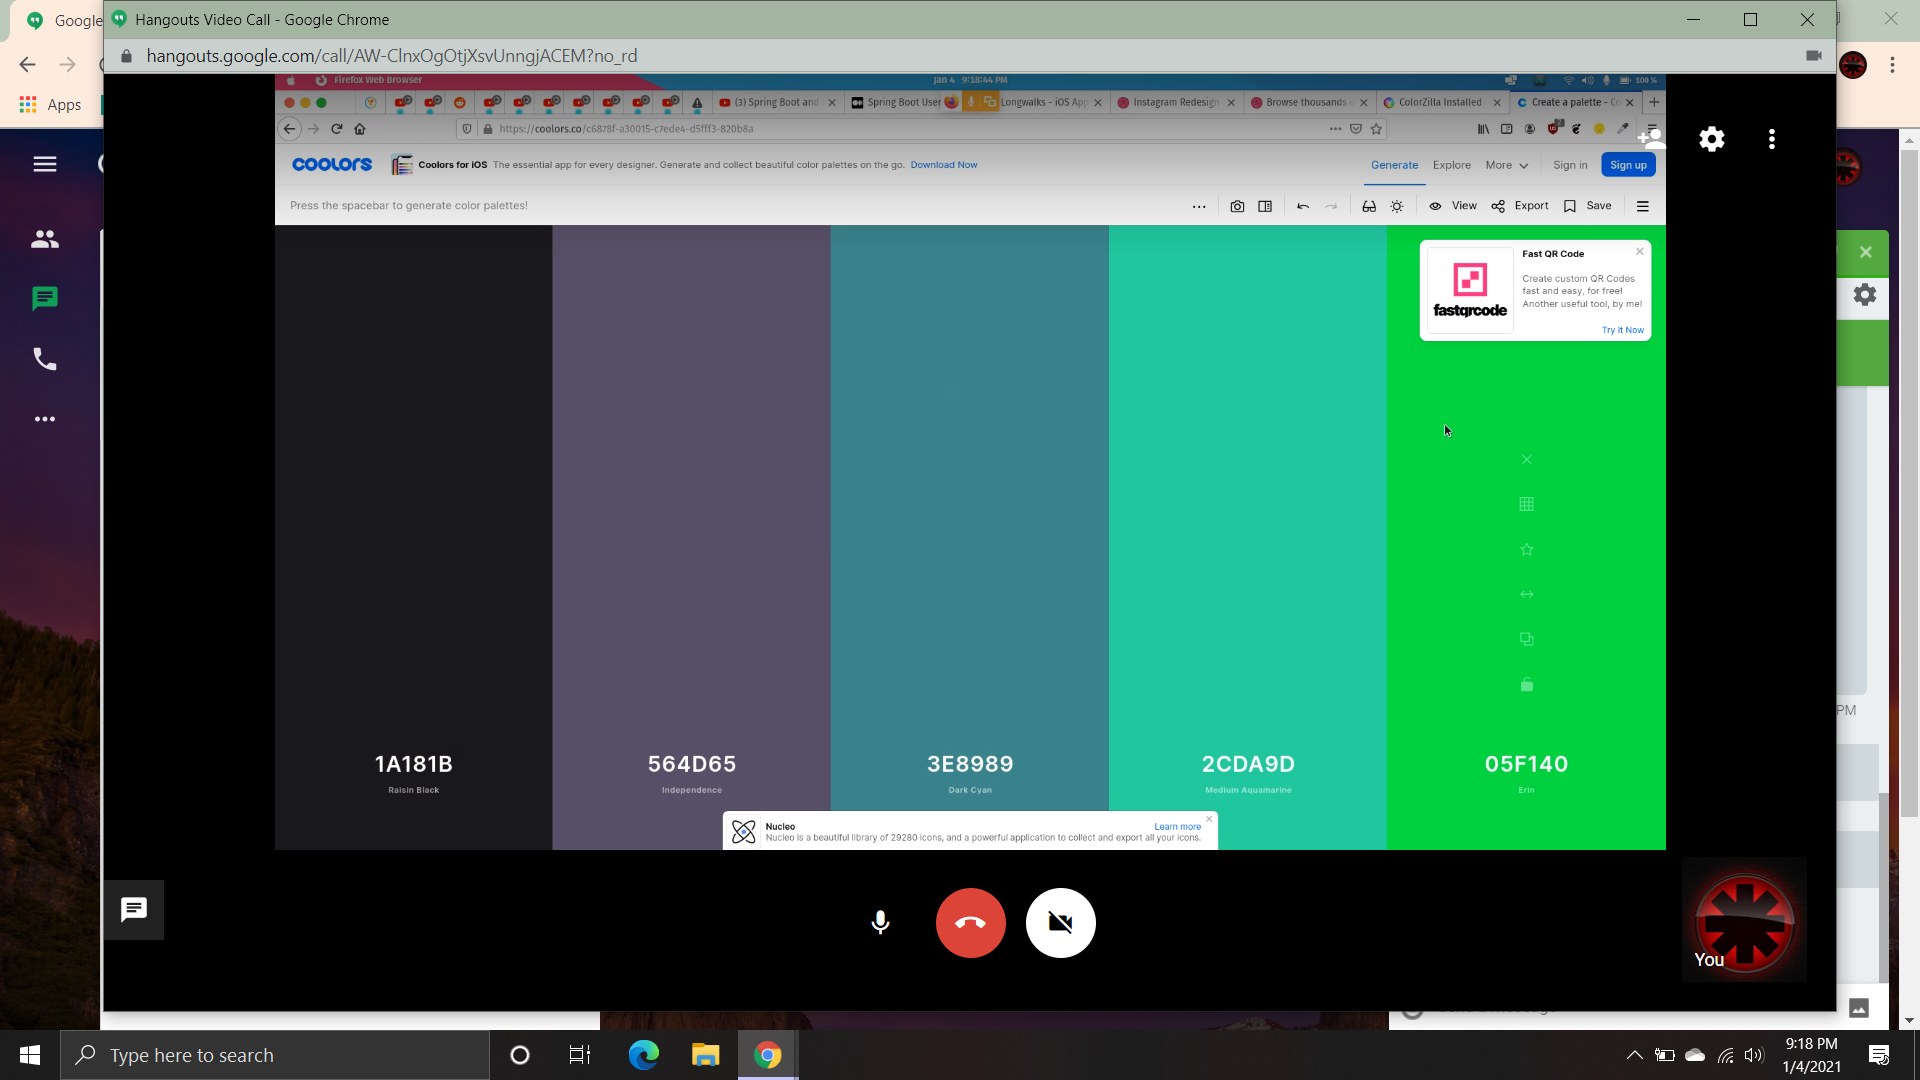 Google
Hangouts Video Call - Google Chrome
hangouts.google.com/call/AW-ClnxOgOtjXsvUnngjACEM?no_rd
Apps
Firefox Web Browser
Jan 4 9:18:44 PM
100 %
(3) Spring Boot and
Spring Boot User
Longwalks - iOS App
Instagram Redesign
Browse thousands o
ColorZilla Installed
Create a palette - Co
https://coolors.co/c6878f-a30015-c7ede4-d5fff3-820b8a
coolors
Coolors for iOS The essential app for every designer. Generate and collect beautiful color palettes on the go. Download Now
Generate
Explore
More
Sign in
Sign up
Press the spacebar to generate color palettes!
View
Export
Save
Fast QR Code
Create custom QR Codes
fast and easy, for free!
Another useful tool, by me!
fastqrcode
Try It Now
PM
1A181B
564D65
3E8989
2CDA9D
05F140
Raisin Black
Independence
Dark Cyan
Medium Aquamarine
Erin
Nucleo
Learn more
Nucleo is a beautiful library of 29280 icons, and a powerful application to collect and export all your icons.
You
Type here to search
9:18 PM
1/4/2021